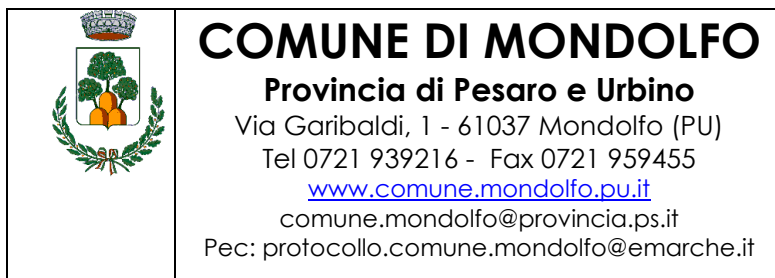 COMUNE DI MONDOLFO
Provincia di Pesaro e Urbino
Via Garibaldi, 1 - 61037 Mondolfo (PU)
Tel 0721 939216 - Fax 0721 959455
www.comune.mondolfo.pu.it
comune.mondolfo@provincia.ps.it
Pec: protocollo.comune.mondolfo@emarche.it